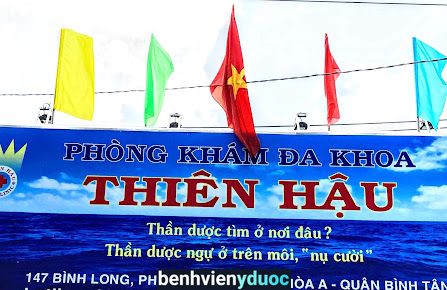 PHÒNG KHÁM ĐA KHOA
THIÊN HẬU
Thần dược tìm ở nơi đâu?
Thần dược ngự ở trên môi, “nụ cười”
147 BÌNH LONG, HÒA A - QUẬN BÌNH TÂN
benhvienyduoc